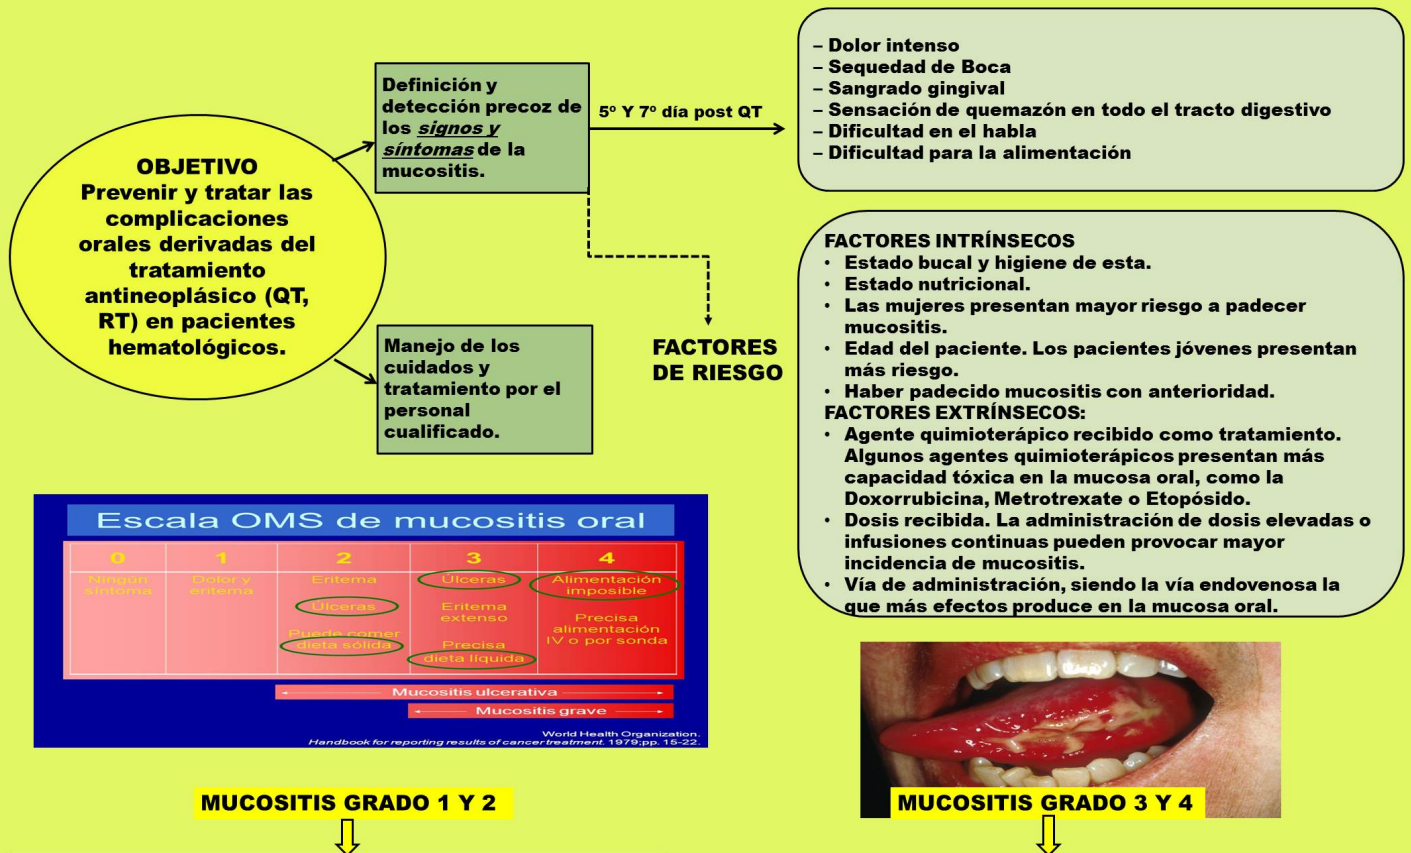 OBJETIVO
Prevenir y tratar las
complicaciones
orales derivadas del
tratamiento
antineoplásico (QT,
RT) en pacientes
hematológicos.
Definición y
detección precoz de
los signos y
síntomas de la
mucositis.
5º Y 7º día post QT
– Dolor intenso
– Sequedad de Boca
– Sangrado gingival
– Sensación de quemazón en todo el tracto digestivo
– Dificultad en el habla
– Dificultad para la alimentación
Manejo de los
cuidados y
tratamiento por el
personal
cualificado.
FACTORES
DE RIESGO
FACTORES INTRÍNSECOS
• Estado bucal y higiene de esta.
• Estado nutricional.
• Las mujeres presentan mayor riesgo a padecer
mucositis.
• Edad del paciente. Los pacientes jóvenes presentan
más riesgo.
• Haber padecido mucositis con anterioridad.
FACTORES EXTRÍNSECOS:
• Agente quimioterápico recibido como tratamiento.
Algunos agentes quimioterápicos presentan más
capacidad tóxica en la mucosa oral, como la
Doxorrubicina, Metrotrexate o Etopósido.
• Dosis recibida. La administración de dosis elevadas o
infusiones continuas pueden provocar mayor
incidencia de mucositis.
• Vía de administración, siendo la vía endovenosa la
que más efectos produce en la mucosa oral.
Escala OMS de mucositis oral
0
Ningún
síntoma
1
Dolor y
eritema
2
Eritema
Úlceras
Puede comer
dieta sólida
3
Úlceras
Eritema
extenso
Precisa
dieta líquida
4
Alimentación
imposible
Precisa
alimentación
IV o por sonda
Mucositis ulcerativa
Mucositis grave
World Health Organization.
Handbook for reporting results of cancer treatment. 1979;pp. 15-22.
MUCOSITIS GRADO 1 Y 2
MUCOSITIS GRADO 3 Y 4